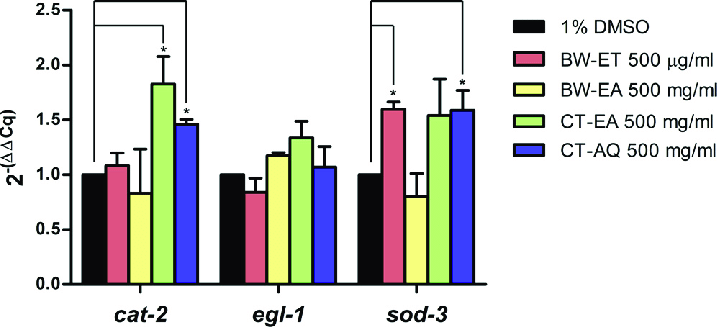 2-(ΔΔCq)
2.5
2.0
1.5
1.0
0.5
0.0
* *
* *
cat-2 egl-1 sod-3
1% DMSO
BW-ET 500 µg/ml
BW-EA 500 mg/ml
CT-EA 500 mg/ml
CT-AQ 500 mg/ml